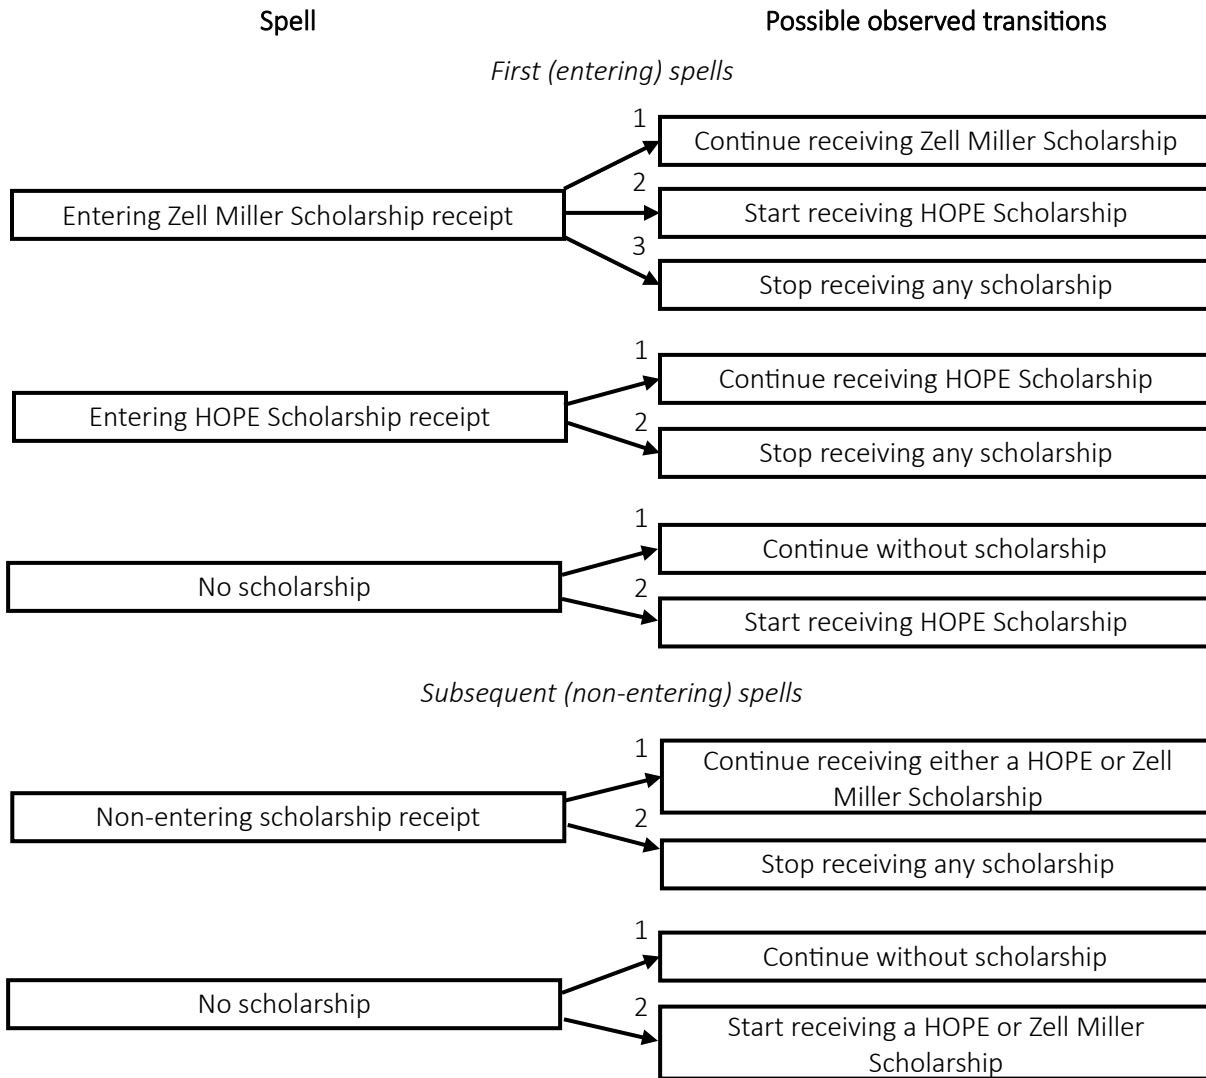 Spell
Possible observed transitions
First (entering) spells
Entering Zell Miller Scholarship receipt
1
Continue receiving Zell Miller Scholarship
2
Start receiving HOPE Scholarship
3
Stop receiving any scholarship
Entering HOPE Scholarship receipt
1
Continue receiving HOPE Scholarship
2
Stop receiving any scholarship
No scholarship
1
Continue without scholarship
2
Start receiving HOPE Scholarship
Subsequent (non-entering) spells
Non-entering scholarship receipt
1
Continue receiving either a HOPE or Zell
Miller Scholarship
2
Stop receiving any scholarship
No scholarship
1
Continue without scholarship
2
Start receiving a HOPE or Zell Miller
Scholarship